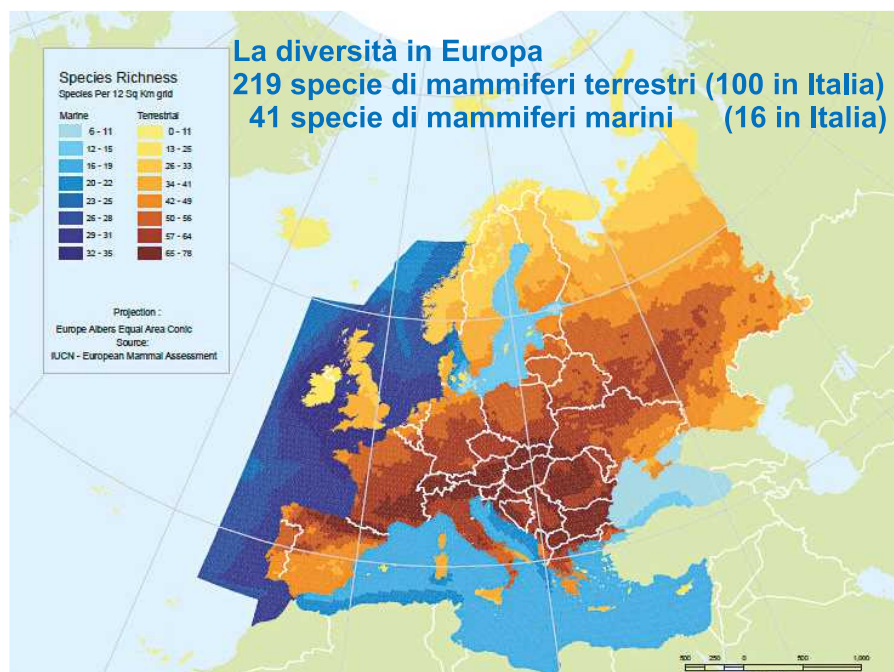 La diversità in Europa
219 specie di mammiferi terrestri (100 in Italia)
41 specie di mammiferi marini (16 in Italia)
Species Richness
Species Per 12 Sq Km grid
Marine Terrestrial
6 - 11 0 - 11
12 - 15 13 - 25
16 - 19 26 - 33
20 - 22 34 - 41
23 - 25 42 - 49
26 - 28 50 - 56
29 - 31 57 - 64
32 - 35 65 - 78
Projection :
Europe Albers Equal Area Conic
Source:
IUCN - European Mammal Assessment
500 250 0 500 1,000